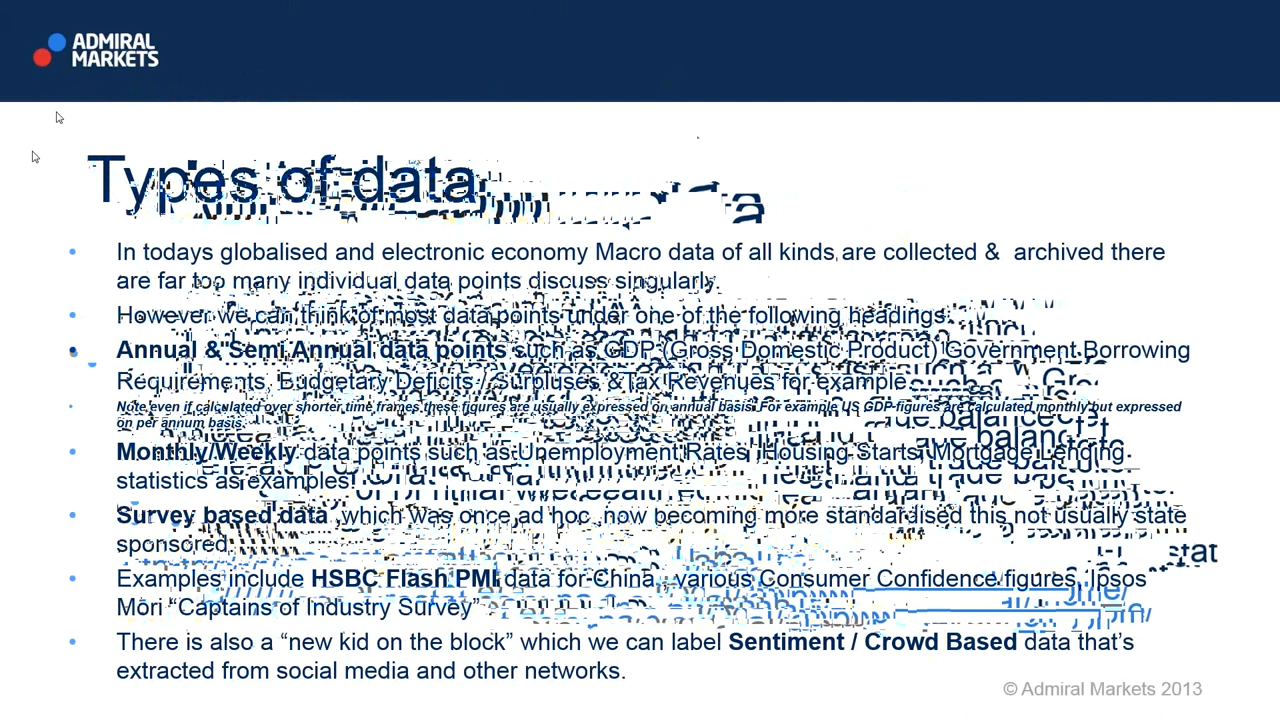 ADMIRAL
MARKETS
Types of data
In todays globalised and electronic economy Macro data of all kinds are collected &  archived there
are far too many individual data points discuss singularly.
However we can think of most data points under one of the following headings.
Annual & Semi Annual data points such as GDP (Gross Domestic Product) Government Borrowing
Requirements, Budgetary Deficits / Surpluses & Tax Revenues for example
Note even if calculated over shorter time frames these figures are usually expressed on annual basis. For example US GDP figures are calculated monthly but expressed
on per annum basis.
Monthly/Weekly data points such as Unemployment Rates, Housing Starts, Mortgage Lending
statistics as examples.
Survey based data ,which was once ad hoc ,now becoming more standardised this not usually state
sponsored.
Examples include HSBC Flash PMI data for China , various Consumer Confidence figures, Ipsos
Mori “Captains of Industry Survey”
There is also a “new kid on the block” which we can label Sentiment / Crowd Based data that’s
extracted from social media and other networks.
© Admiral Markets 2013